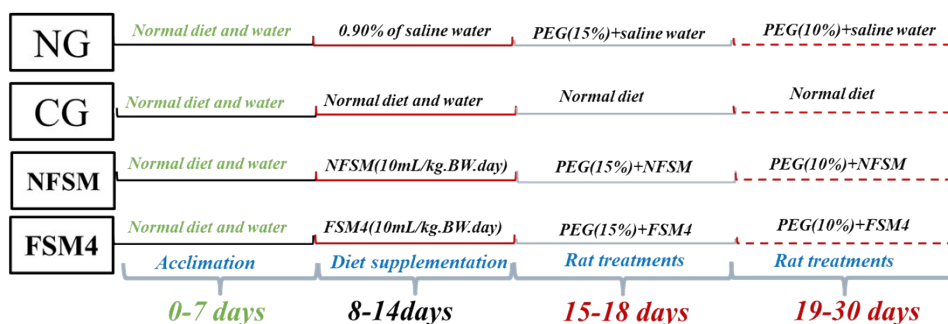 NG Normal diet and water 0.90% of saline water PEG(15%)+saline water PEG(10%)+saline water
CG Normal diet and water Normal diet and water Normal diet Normal diet
NFSM Normal diet and water NFSM(10mL/kg.BW.day) PEG(15%)+NFSM PEG(10%)+NFSM
FSM4 Normal diet and water FSM4(10mL/kg.BW.day) PEG(15%)+FSM4 PEG(10%)+FSM4
Acclimation Diet supplementation Rat treatments Rat treatments
0-7 days 8-14days 15-18 days 19-30 days